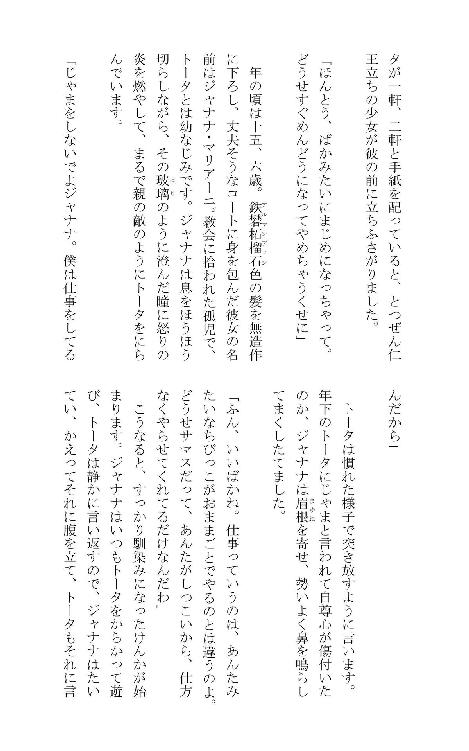 タが一軒、二軒と手紙を配っていると、とつぜん仁
王立ちの少女が彼の前に立ちふさがりました。
「ほんとう、ばかみたいにまじめになっちゃって。
どうせすぐめんどうになってやめちゃうくせに」
年の頃は十五、六歳。鉄礬柘榴石色の髪を無造作
に下ろし、丈夫そうなコートに身を包んだ彼女の名
前はジャナナ・マリアーニ。教会に拾われた孤児で、
トータとは幼なじみです。ジャナナは息をほうほう
切らしながら、その玻璃のように澄んだ瞳に怒りの
炎を燃やして、まるで親の敵のようにトータをにら
んでいます。
「じゃまをしないでよジャナナ。僕は仕事をしてる
んだから」
トータは慣れた様子で突き放すように言います。
年下のトータにじゃまと言われて自尊心が傷付いた
のか、ジャナナは眉根を寄せ、勢いよく鼻を鳴らし
てまくしたてました。
「ふん、いいばかね。仕事っていうのは、あんたみ
たいなちびっこがおままごとでやるのとは違うのよ。
どうせサマスだって、あんたがしつこいから、仕方
なくやらせてくれてるだけなんだわ」
こうなると、すっかり馴染みになったけんかが始
まります。ジャナナはいつもトータをからかって遊
び、トータは静かに言い返すので、ジャナナはたい
てい、かえってそれに腹を立て、トータもそれに言